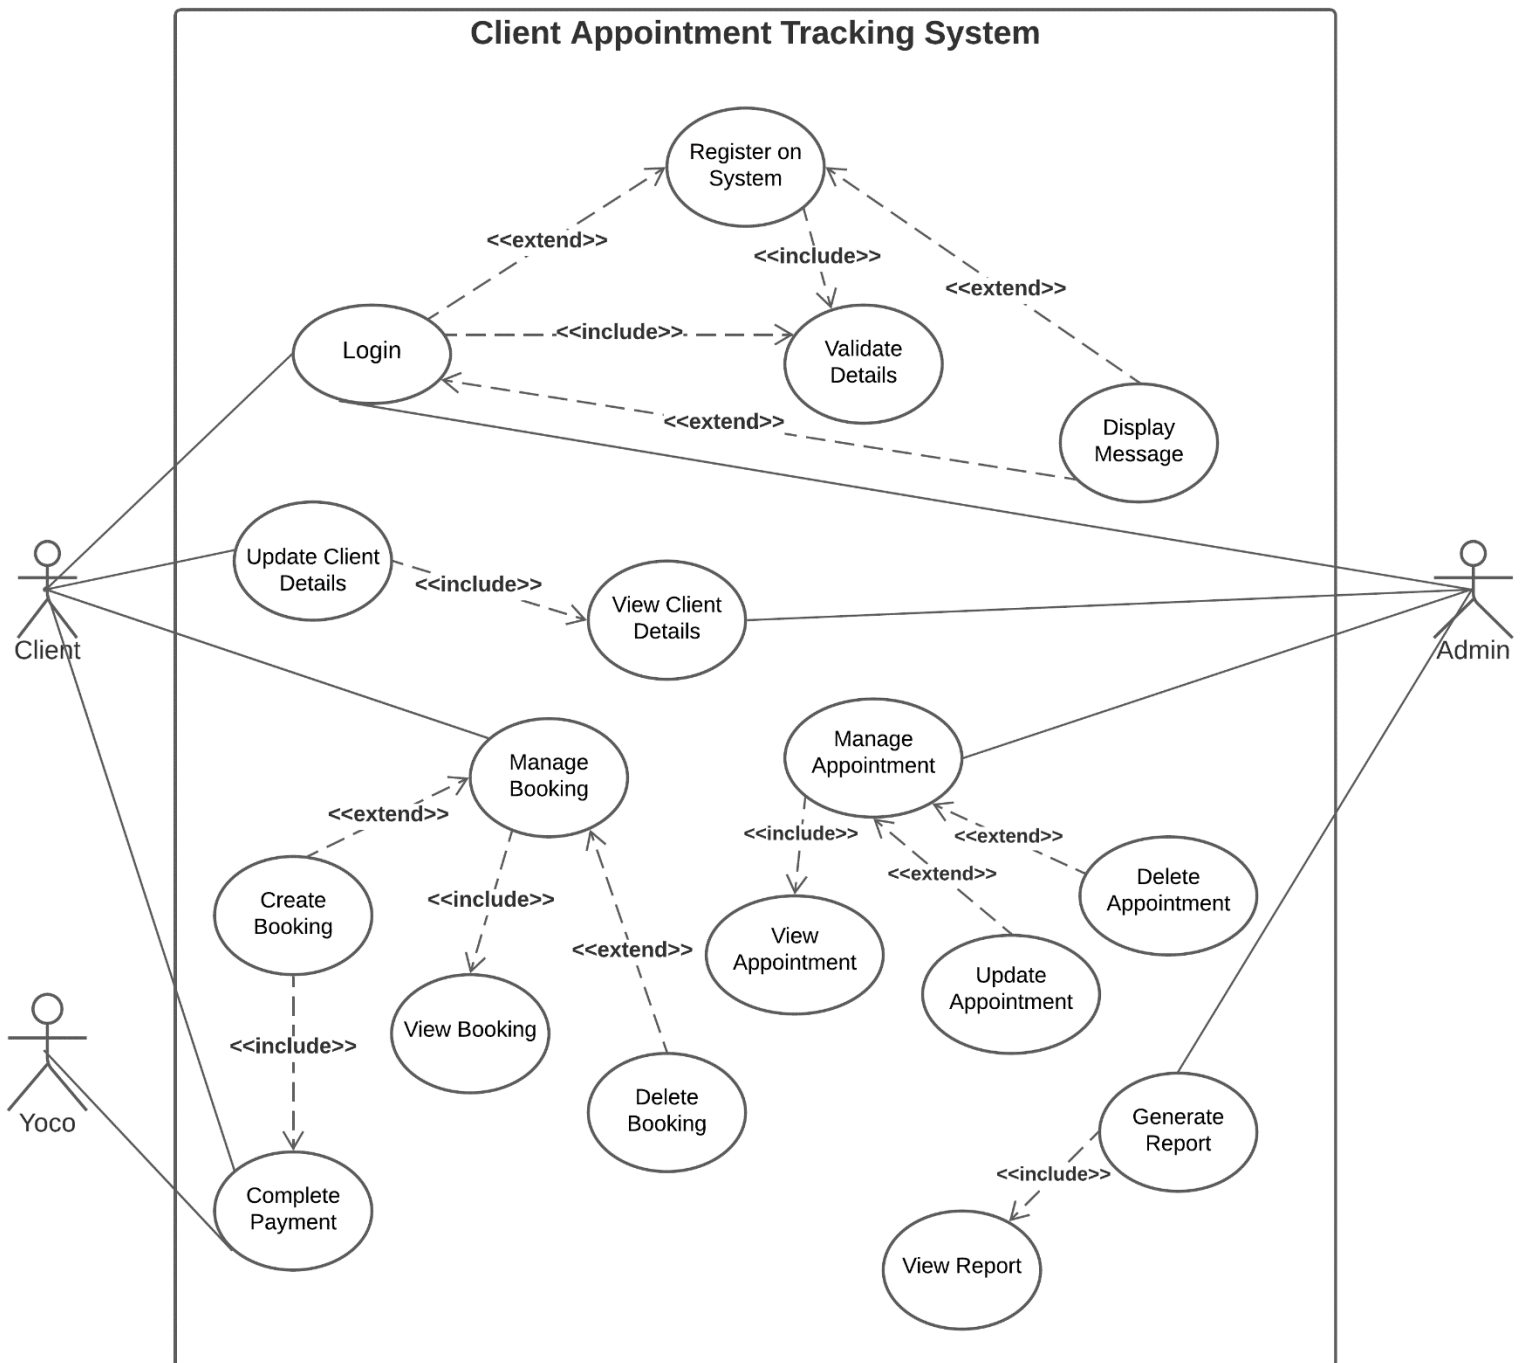 Client Appointment Tracking System
Register on
System
<<extend>>
<<include>>
<<extend>>
Login
<<include>>
Validate
Details
<<extend>>
Display
Message
Update Client
Details
<<include>>
View Client
Details
Client
Admin
Manage
Booking
Manage
Appointment
<<extend>>
<<include>>
<<extend>>
<<extend>>
Create
Booking
<<include>>
<<extend>>
Delete
Appointment
View
Appointment
Update
Appointment
View Booking
<<include>>
Delete
Booking
Yoco
Generate
Report
<<include>>
Complete
Payment
View Report